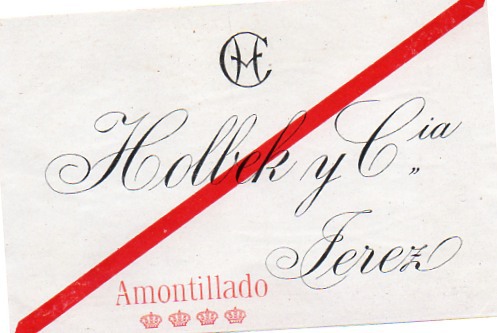 HC
Holbek y Cia„
Jerez
Amontillado